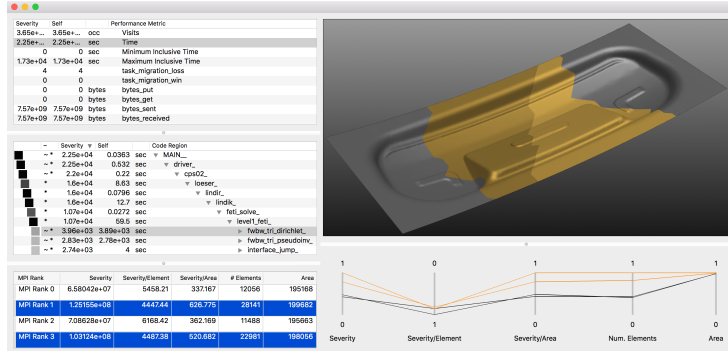 Severity Self Performance Metric
3.65e+... 3.65e+... occ Visits
2.25e+... 2.25e+... sec Time
0 0 sec Minimum Inclusive Time
1.73e+04 1.73e+04 sec Maximum Inclusive Time
4 4 task_migration_loss
0 0 task_migration_win
0 0 bytes bytes_put
0 0 bytes bytes_get
7.57e+09 7.57e+09 bytes bytes_sent
7.57e+09 7.57e+09 bytes bytes_received
~ Severity ▼ Self Code Region
~ * 2.25e+04 0.0363 sec ▼ MAIN__
~ * 2.25e+04 0.532 sec ▼ driver_
~ * 2.2e+04 0.22 sec ▼ cps02_
* 1.6e+04 8.63 sec ▼ loeser_
* 1.6e+04 0.0796 sec ▼ lindir_
* 1.6e+04 12.7 sec ▼ lindik_
* 1.07e+04 0.0272 sec ▼ feti_solve_
* 1.07e+04 59.5 sec ▼ level1_feti_
~ * 3.96e+03 3.89e+03 sec ▶ fwbw_tri_dirichlet_
~ * 2.83e+03 2.78e+03 sec ▶ fwbw_tri_pseudoinv_
~ * 2.74e+03 4 sec ▶ interface_jump_
MPI Rank Severity Severity/Element Severity/Area # Elements Area
MPI Rank 0 6.58042e+07 5458.21 337.167 12056 195168
MPI Rank 1 1.25155e+08 4447.44 626.775 28141 199682
MPI Rank 2 7.08628e+07 6168.42 362.169 11488 195663
MPI Rank 3 1.03124e+08 4487.38 520.682 22981 198056
1 0 1 1 1
0 1 0 0 0
Severity Severity/Element Severity/Area Num. Elements Area